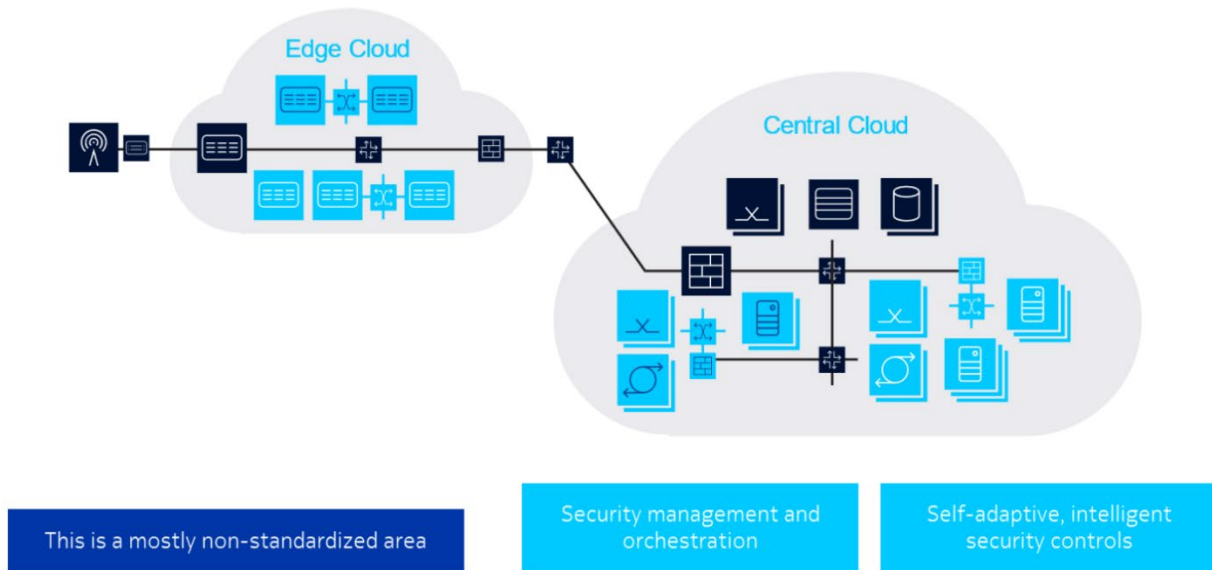 Edge Cloud
Central Cloud
This is a mostly non-standardized area
Security management and
orchestration
Self-adaptive, intelligent
security controls